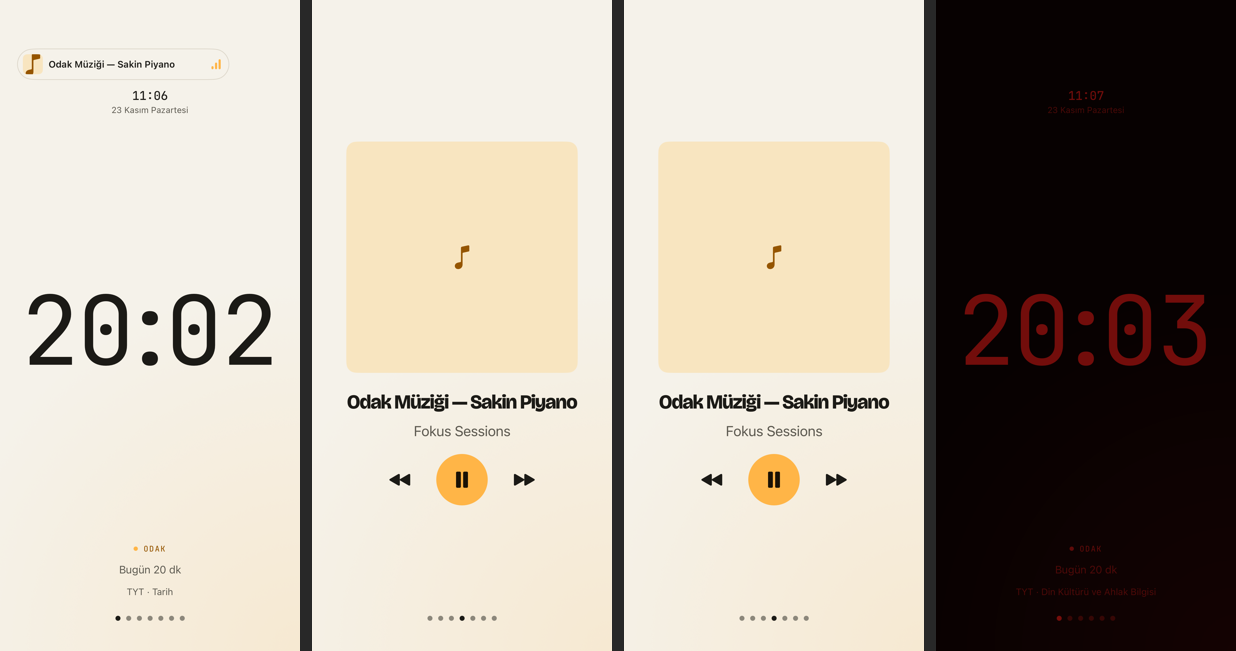 Odak Müziği — Sakin Piyano
11:06
23 Kasım Pazartesi
20:02
ODAK
Bugün 20 dk
TYT · Tarih
Odak Müziği — Sakin Piyano
Fokus Sessions
Odak Müziği — Sakin Piyano
Fokus Sessions
11:07
23 Kasım Pazartesi
20:03
ODAK
Bugün 20 dk
TYT · Din Kültürü ve Ahlak Bilgisi